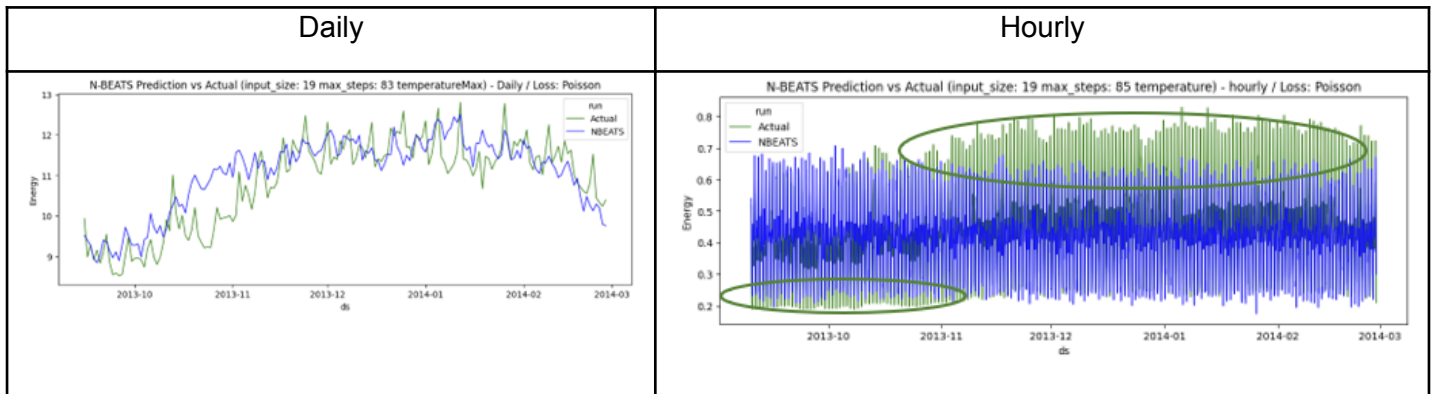 Daily
Hourly
N-BEATS Prediction vs Actual (input_size: 19 max_steps: 83 temperatureMax) - Daily / Loss: Poisson
13
12
11
10
9
Energy
run
Actual
NBEATS
2013-10
2013-11
2013-12
2014-01
2014-02
2014-03
ds
N-BEATS Prediction vs Actual (input_size: 19 max_steps: 85 temperature) - hourly / Loss: Poisson
0.8
0.7
0.6
0.5
0.4
0.3
0.2
Energy
run
Actual
NBEATS
2013-10
2013-11
2013-12
2014-01
2014-02
2014-03
ds